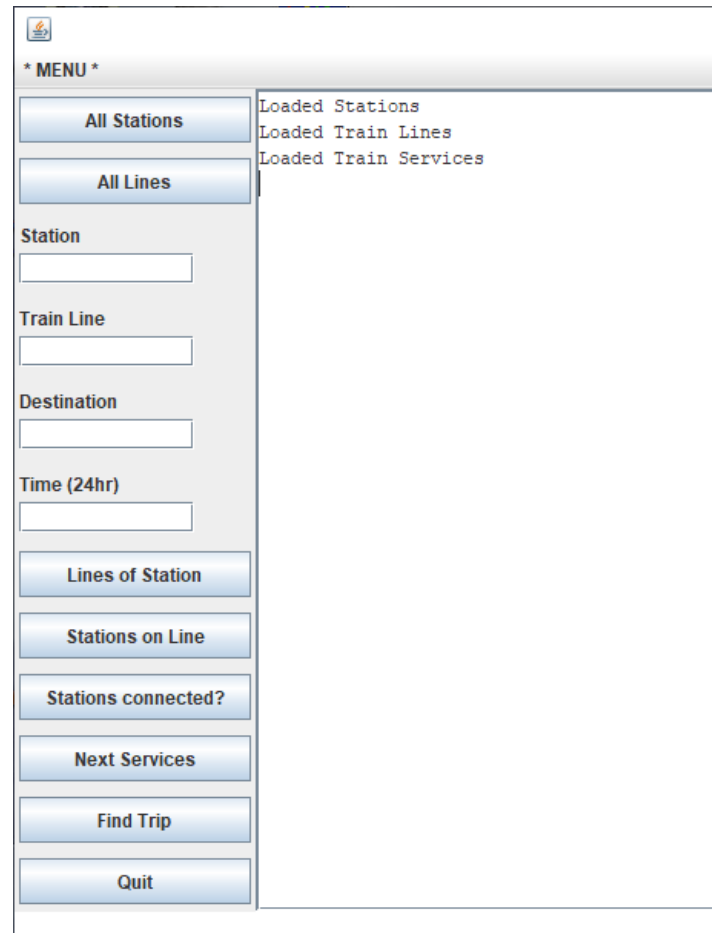 * MENU *
All Stations
All Lines
Station
Train Line
Destination
Time (24hr)
Lines of Station
Stations on Line
Stations connected?
Next Services
Find Trip
Quit
Loaded Stations
Loaded Train Lines
Loaded Train Services